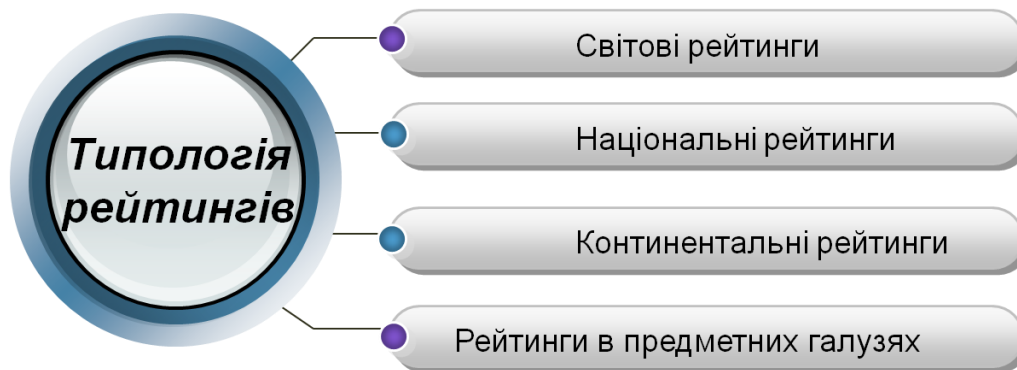 Типологія
рейтингів
Світові рейтинги
Національні рейтинги
Континентальні рейтинги
Рейтинги в предметних галузях